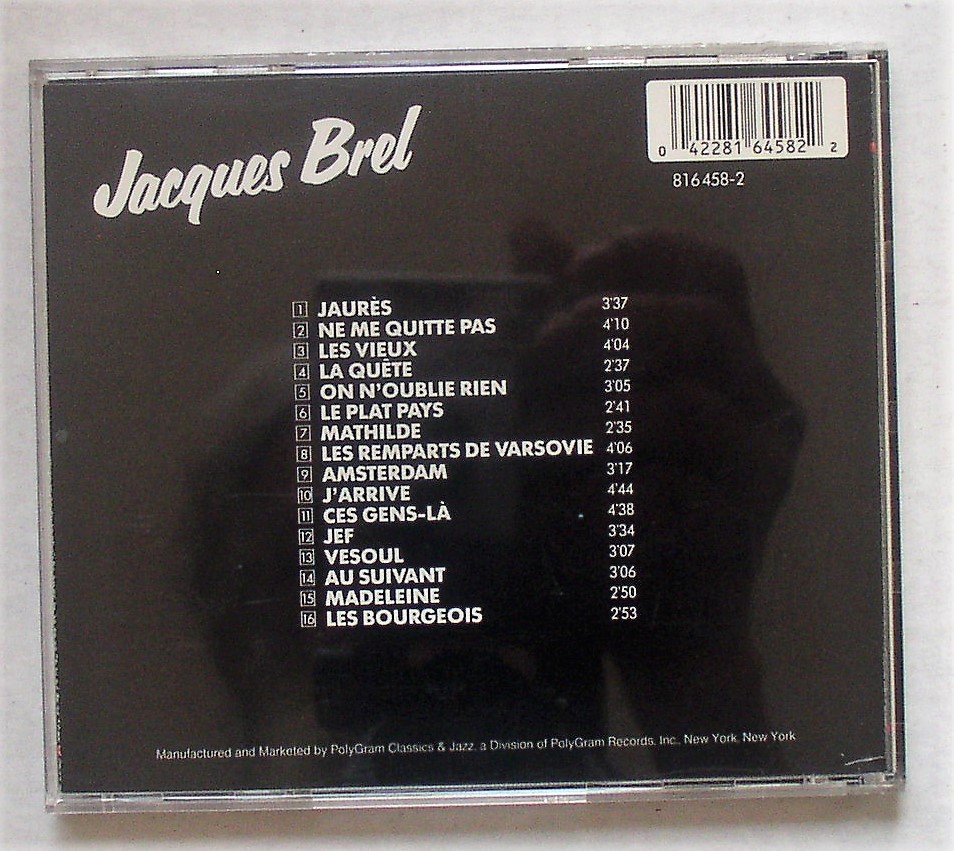 Jacques Brel
0 42281 64582 2
816 458-2
1 JAURÈS 3'37
2 NE ME QUITTE PAS 4'10
3 LES VIEUX 4'04
4 LA QUÊTE 2'37
5 ON N'OUBLIE RIEN 3'05
6 LE PLAT PAYS 2'41
7 MATHILDE 2'35
8 LES REMPARTS DE VARSOVIE 4'06
9 AMSTERDAM 3'17
10 J'ARRIVE 4'44
11 CES GENS-LÀ 4'38
12 JEF 3'34
13 VESOUL 3'07
14 AU SUIVANT 3'06
15 MADELEINE 2'50
16 LES BOURGEOIS 2'53
Manufactured and Marketed by PolyGram Classics & Jazz, a Division of PolyGram Records, Inc., New York, New York